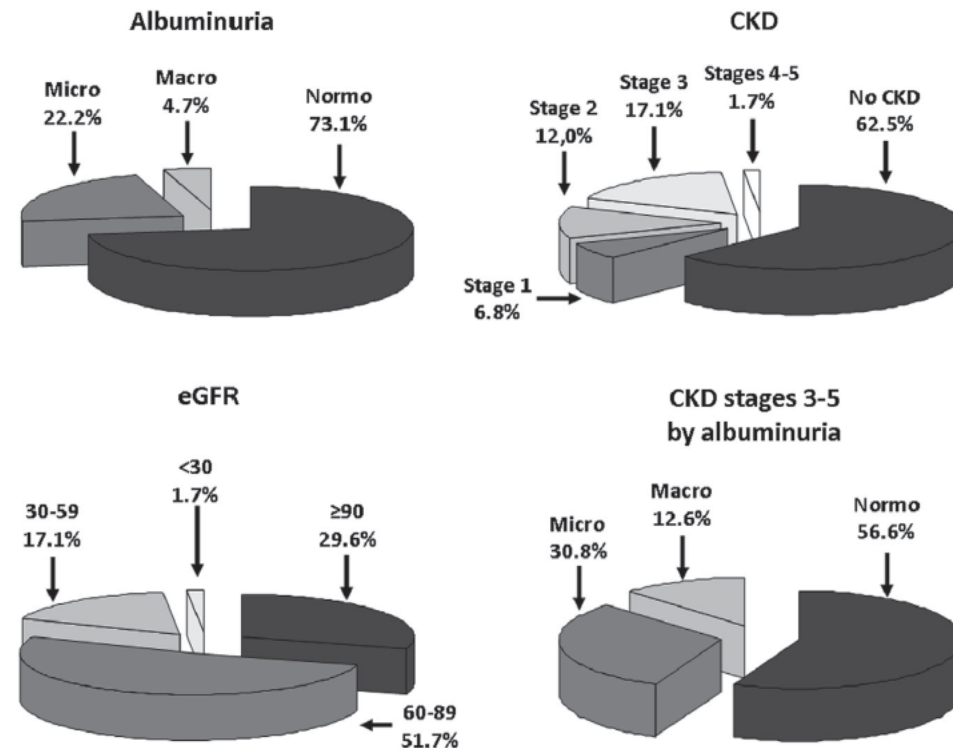 Albuminuria
Micro
22.2%
Macro
4.7%
Normo
73.1%
CKD
Stage 1
6.8%
Stage 2
12,0%
Stage 3
17.1%
Stages 4-5
1.7%
No CKD
62.5%
eGFR
30-59
17.1%
<30
1.7%
≥90
29.6%
60-89
51.7%
CKD stages 3-5
by albuminuria
Micro
30.8%
Macro
12.6%
Normo
56.6%